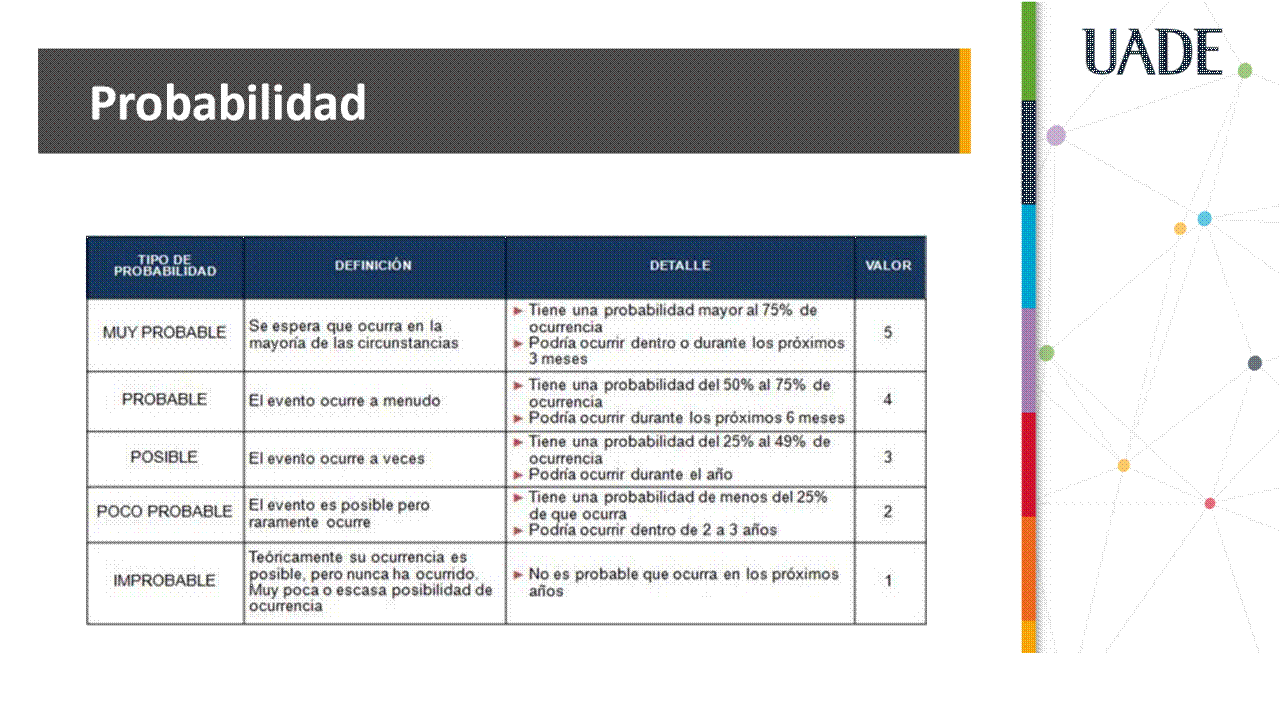 UADE
Probabilidad
TIPO DE
PROBABILIDAD
DEFINICIÓN
DETALLE
VALOR
MUY PROBABLE
Se espera que ocurra en la
mayoría de las circunstancias
► Tiene una probabilidad mayor al 75% de
ocurrencia
► Podría ocurrir dentro o durante los próximos
3 meses
5
PROBABLE
El evento ocurre a menudo
► Tiene una probabilidad del 50% al 75% de
ocurrencia
► Podría ocurrir durante los próximos 6 meses
4
POSIBLE
El evento ocurre a veces
► Tiene una probabilidad del 25% al 49% de
ocurrencia
► Podría ocurrir durante el año
3
POCO PROBABLE
El evento es posible pero
raramente ocurre
► Tiene una probabilidad de menos del 25%
de que ocurra
► Podría ocurrir dentro de 2 a 3 años
2
IMPROBABLE
Teóricamente su ocurrencia es
posible, pero nunca ha ocurrido.
Muy poca o escasa posibilidad de
ocurrencia
► No es probable que ocurra en los próximos
años
1